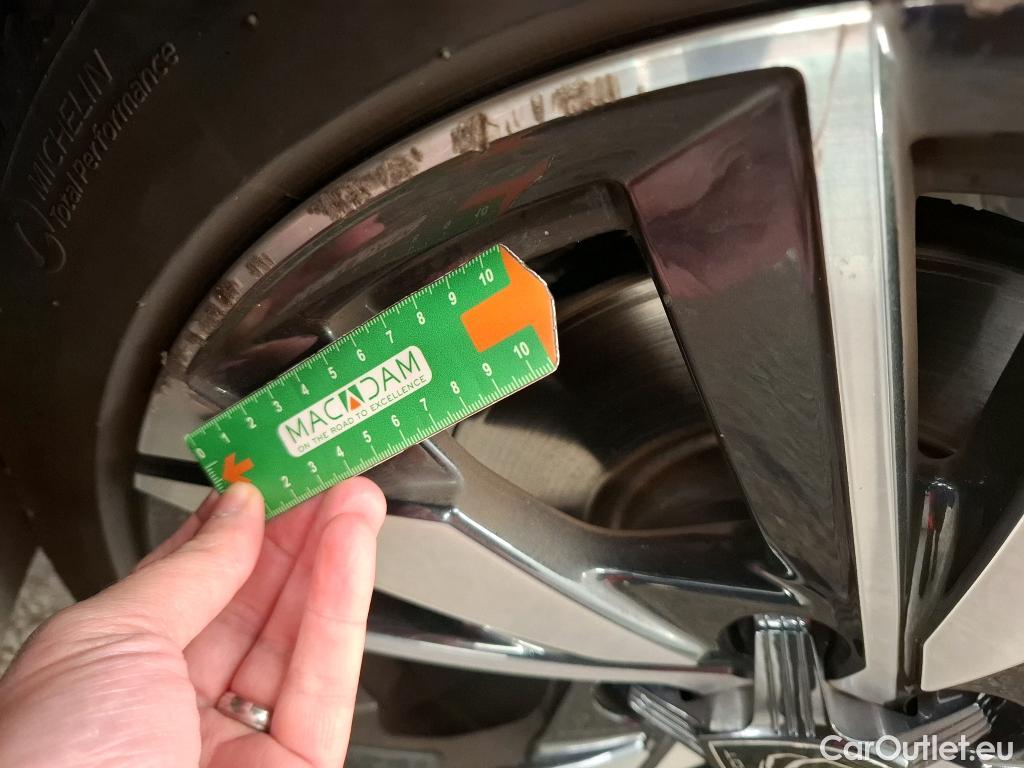 MICHELIN
Total Performance
1 2 3 4 5 6 7 8 9 10
MACADAM
ON THE ROAD TO EXCELLENCE
0 2 3 4 5 6 7 8 9 10
CarOutlet.eu